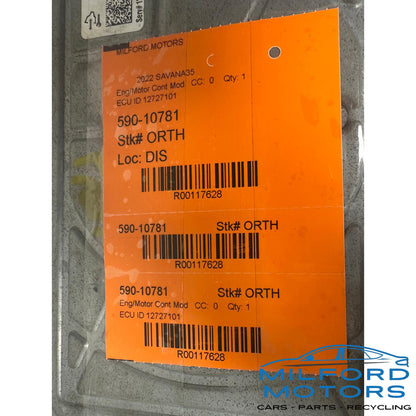 MILFORD MOTORS
2022 SAVANA35
Eng/Motor Cont Mod CC: 0 Qty: 1
ECU ID 12727101
590-10781
Stk# ORTH
Loc: DIS
R00117628
590-10781 Stk# ORTH
R00117628
590-10781 Stk# ORTH
Eng/Motor Cont Mod CC: 0 Qty: 1
ECU ID 12727101
R00117628
MILFORD
MOTORS
CARS - PARTS - RECYCLING